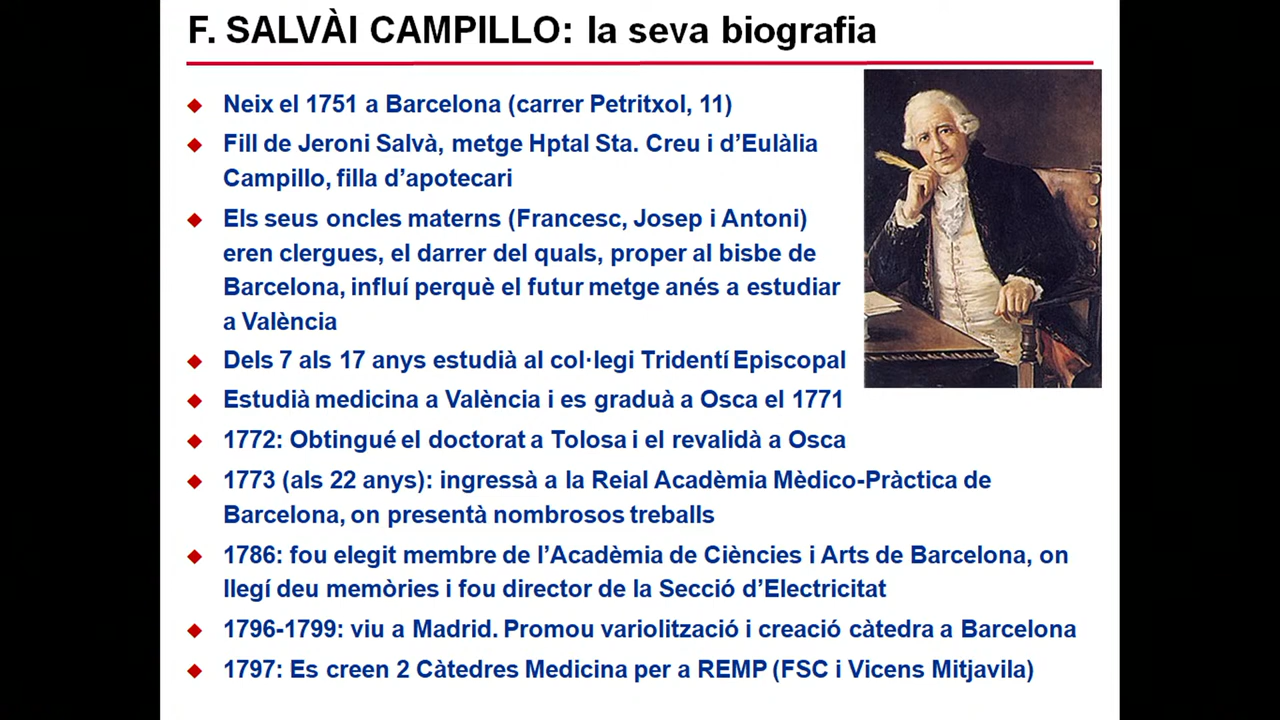 F. SALVÀI CAMPILLO: la seva biografia
Neix el 1751 a Barcelona (carrer Petritxol, 11)
Fill de Jeroni Salvà, metge Hptal Sta. Creu i d’Eulàlia
Campillo, filla d’apotecari
Els seus oncles materns (Francesc, Josep i Antoni)
eren clergues, el darrer del quals, proper al bisbe de
Barcelona, influí perquè el futur metge anés a estudiar
a València
Dels 7 als 17 anys estudià al col·legi Tridentí Episcopal
Estudià medicina a València i es graduà a Osca el 1771
1772: Obtingué el doctorat a Tolosa i el revalidà a Osca
1773 (als 22 anys): ingressà a la Reial Acadèmia Mèdico-Pràctica de
Barcelona, on presentà nombrosos treballs
1786: fou elegit membre de l’Acadèmia de Ciències i Arts de Barcelona, on
llegí deu memòries i fou director de la Secció d’Electricitat
1796-1799: viu a Madrid. Promou variolització i creació càtedra a Barcelona
1797: Es creen 2 Càtedres Medicina per a REMP (FSC i Vicens Mitjavila)